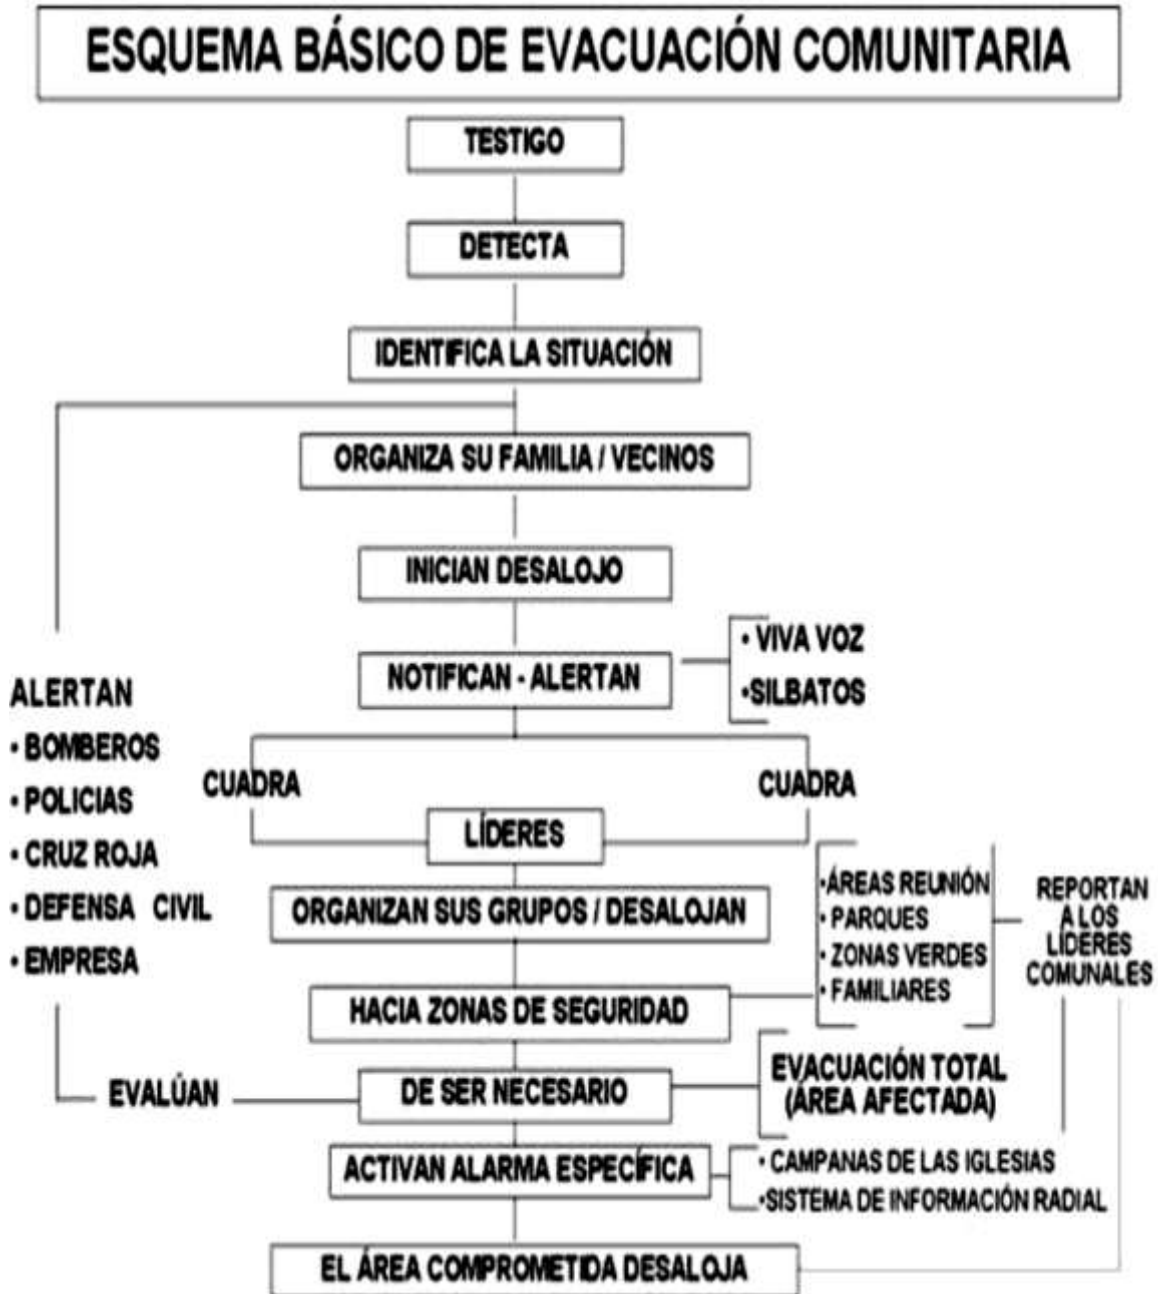 ESQUEMA BÁSICO DE EVACUACIÓN COMUNITARIA
TESTIGO
DETECTA
IDENTIFICA LA SITUACIÓN
ORGANIZA SU FAMILIA / VECINOS
INICIAN DESALOJO
NOTIFICAN - ALERTAN
• VIVA VOZ
•SILBATOS
ALERTAN
• BOMBEROS
• POLICIAS
• CRUZ ROJA
• DEFENSA CIVIL
• EMPRESA
CUADRA
CUADRA
LÍDERES
ORGANIZAN SUS GRUPOS / DESALOJAN
HACIA ZONAS DE SEGURIDAD
•ÁREAS REUNIÓN
• PARQUES
• ZONAS VERDES
• FAMILIARES
REPORTAN
A LOS
LÍDERES
COMUNALES
EVALÚAN
DE SER NECESARIO
EVACUACIÓN TOTAL
(ÁREA AFECTADA)
ACTIVAN ALARMA ESPECÍFICA
• CAMPANAS DE LAS IGLESIAS
•SISTEMA DE INFORMACIÓN RADIAL
EL ÁREA COMPROMETIDA DESALOJA